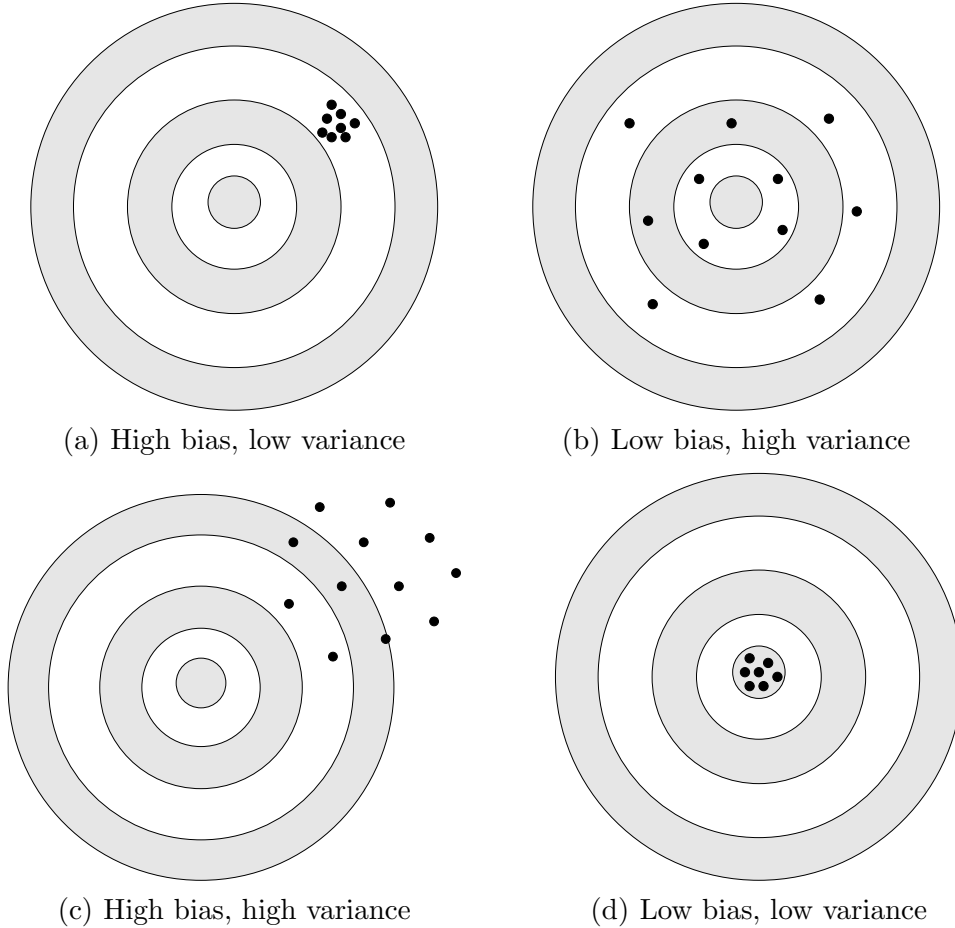 (a) High bias, low variance
(b) Low bias, high variance
(c) High bias, high variance
(d) Low bias, low variance